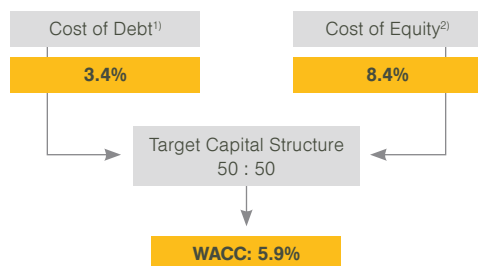 Cost of Debt1)
Cost of Equity2)
3.4%
8.4%
Target Capital Structure
50 : 50
WACC: 5.9%